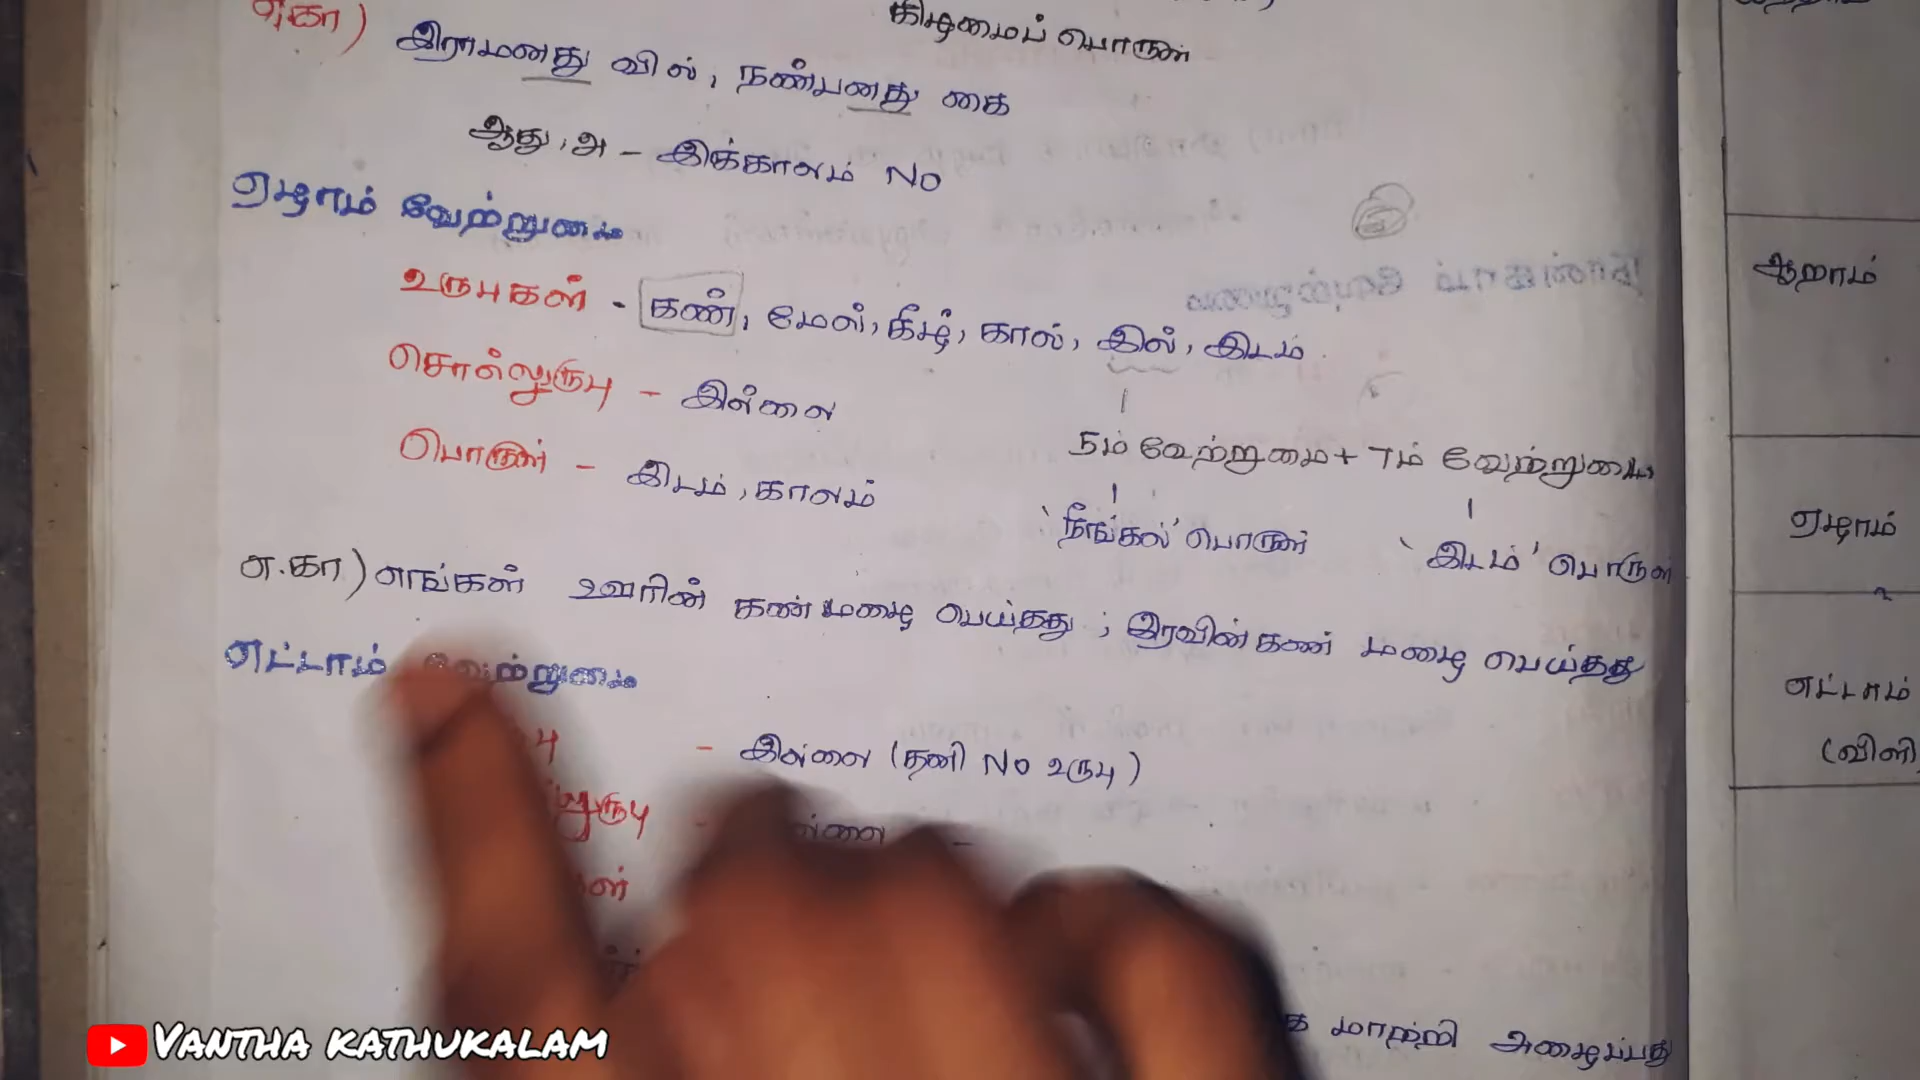 எ.கா)
கிழமைப் பொருள்
இராமனது வில், நண்பனது கை
ஆது, அ - இக்காலம் No
ஏழாம் வேற்றுமை
உருபுகள் - கண், மேல், கீழ், கால், இல், இடம்
சொல்லுருபு - இல்லை
பொருள் - இடம், காலம்
5ம் வேற்றுமை + 7ம் வேற்றுமை
'நீங்கல்' பொருள் 'இடம்' பொருள்
எ.கா) எங்கள் ஊரின் கண் மழை பெய்தது ; இரவின் கண் மழை பெய்தது
எட்டாம் வேற்றுமை
- இல்லை (தனி No உருபு)
மாற்றி அழைப்பது
ஆறாம்
ஏழாம்
எட்டாம்
(விளி
VANTHA KATHUKALAM